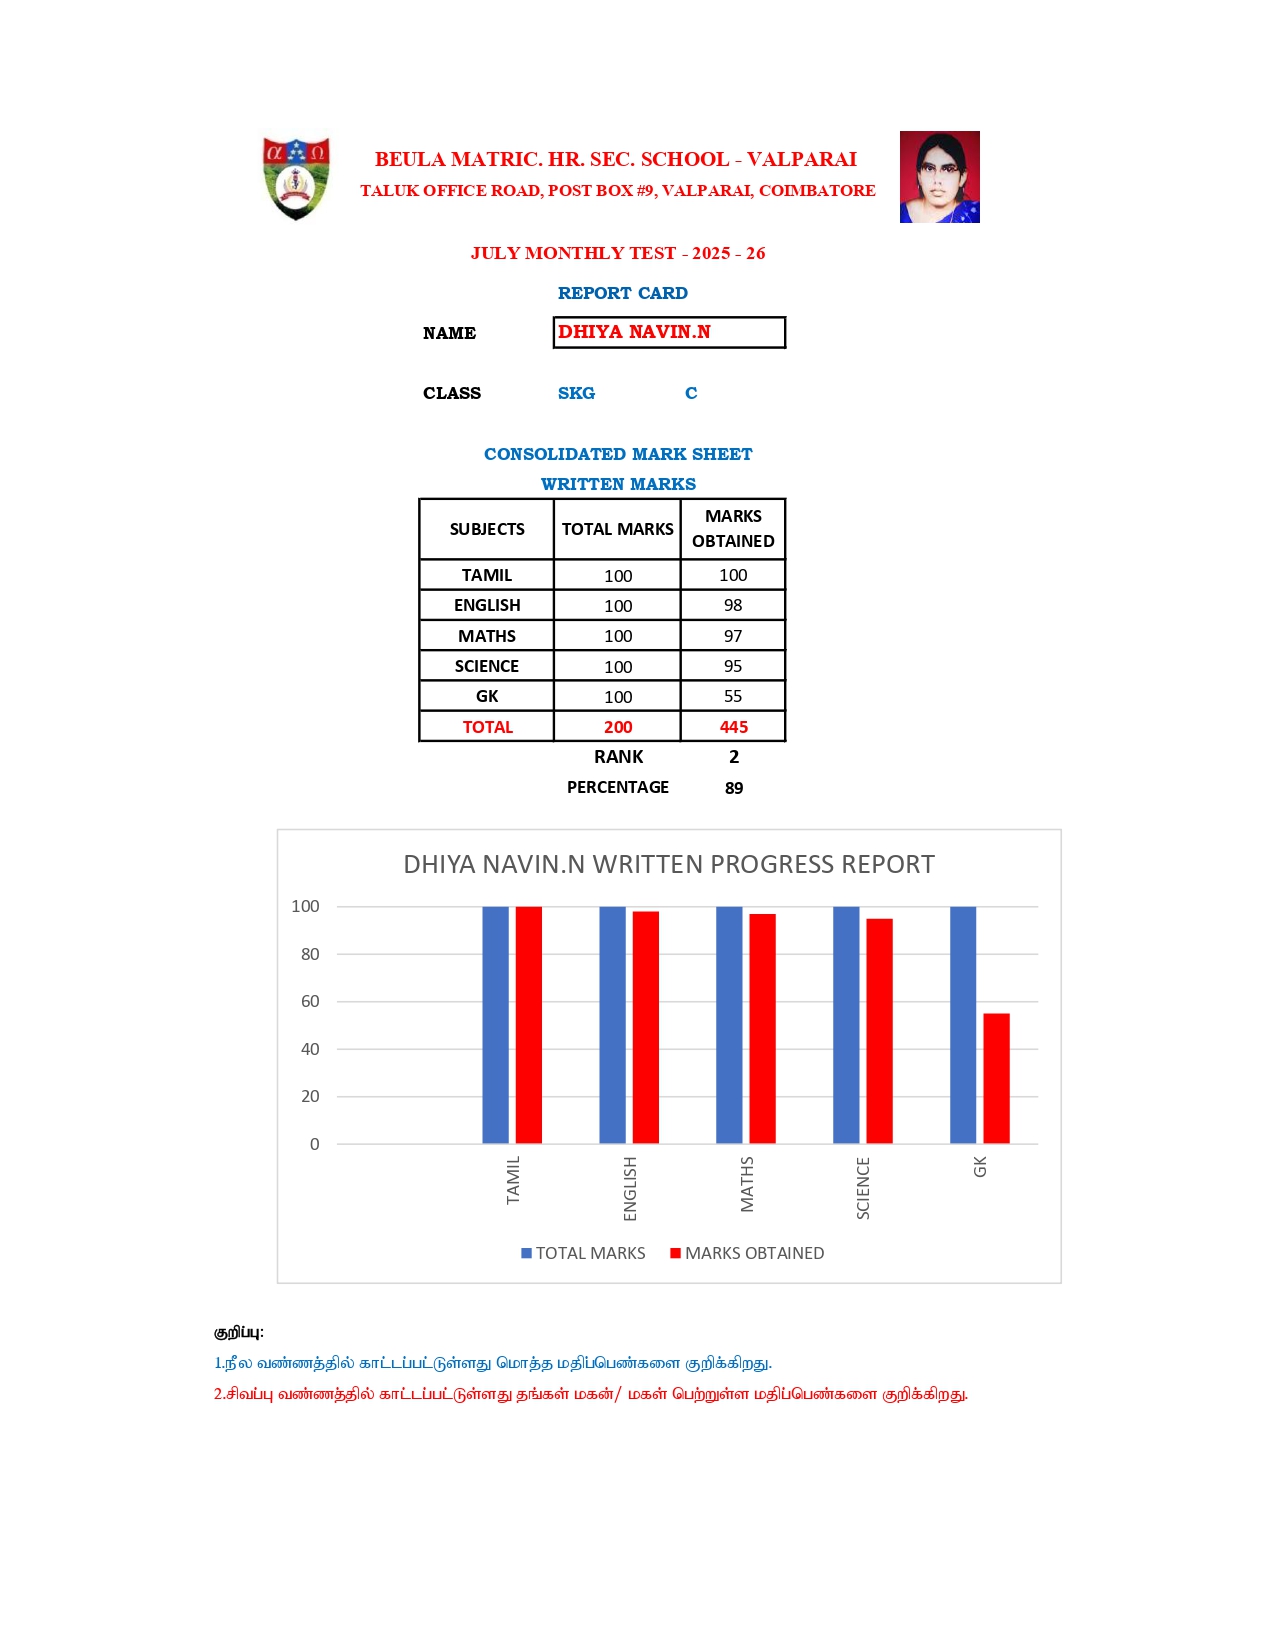 α Ω
BEULA MATRIC. HR. SEC. SCHOOL - VALPARAI
TALUK OFFICE ROAD, POST BOX #9, VALPARAI, COIMBATORE
JULY MONTHLY TEST - 2025 - 26
REPORT CARD
NAME DHIYA NAVIN.N
CLASS SKG C
CONSOLIDATED MARK SHEET
WRITTEN MARKS
SUBJECTS TOTAL MARKS MARKS OBTAINED
TAMIL 100 100
ENGLISH 100 98
MATHS 100 97
SCIENCE 100 95
GK 100 55
TOTAL 200 445
RANK 2
PERCENTAGE 89
DHIYA NAVIN.N WRITTEN PROGRESS REPORT
100
80
60
40
20
0
TAMIL ENGLISH MATHS SCIENCE GK
TOTAL MARKS MARKS OBTAINED
குறிப்பு:
1.நீல வண்ணத்தில் காட்டப்பட்டுள்ளது மொத்த மதிப்பெண்களை குறிக்கிறது.
2.சிவப்பு வண்ணத்தில் காட்டப்பட்டுள்ளது தங்கள் மகன்/ மகள் பெற்றுள்ள மதிப்பெண்களை குறிக்கிறது.